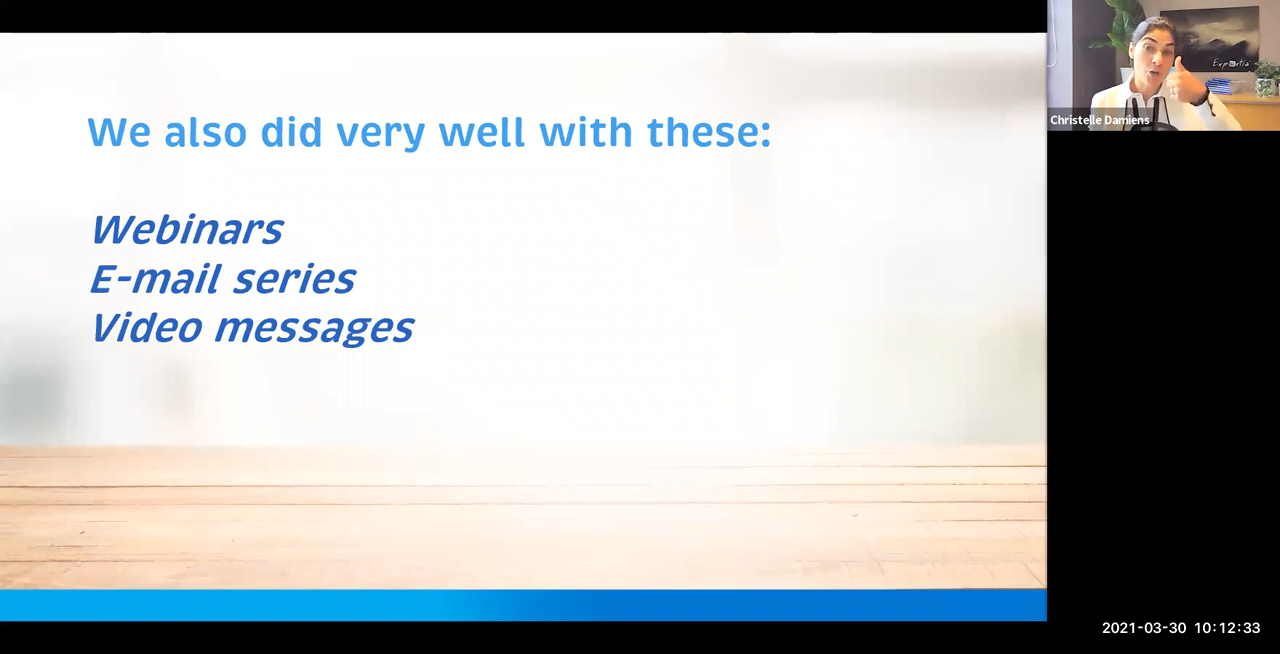 We also did very well with these:
Webinars
E-mail series
Video messages
Exportia
Christelle Damiens
2021-03-30 10:12:33